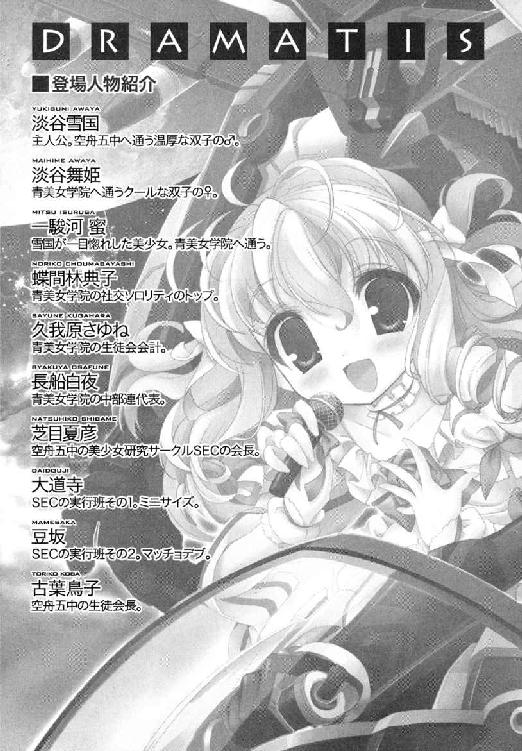 DRAMATIS
■登場人物紹介
YUKIGUNI AWAYA
淡谷雪国
主人公。空舟五中へ通う温厚な双子の♂。
MAIHIME AWAYA
淡谷舞姫
青美女学院へ通うクールな双子の♀。
MITSU ISURUGA
一駿河 蜜
雪国が一目惚れした美少女。青美女学院へ通う。
NORIKO CHOUMABAYASHI
蝶間林典子
青美女学院の社交ソロリティのトップ。
SAYUNE KUGAHARA
久我原さゆね
青美女学院の生徒会会計。
BYAKUYA OSAFUNE
長船白夜
青美女学院の中部連代表。
NATSUHIKO SHIBAME
芝目夏彦
空舟五中の美少女研究サークルSECの会長。
DAIDOUJI
大道寺
SECの実行班その1。ミニサイズ。
MAMESAKA
豆坂
SECの実行班その2。マッチョデブ。
TORIKO KOBA
古葉鳥子
空舟五中の生徒会長。